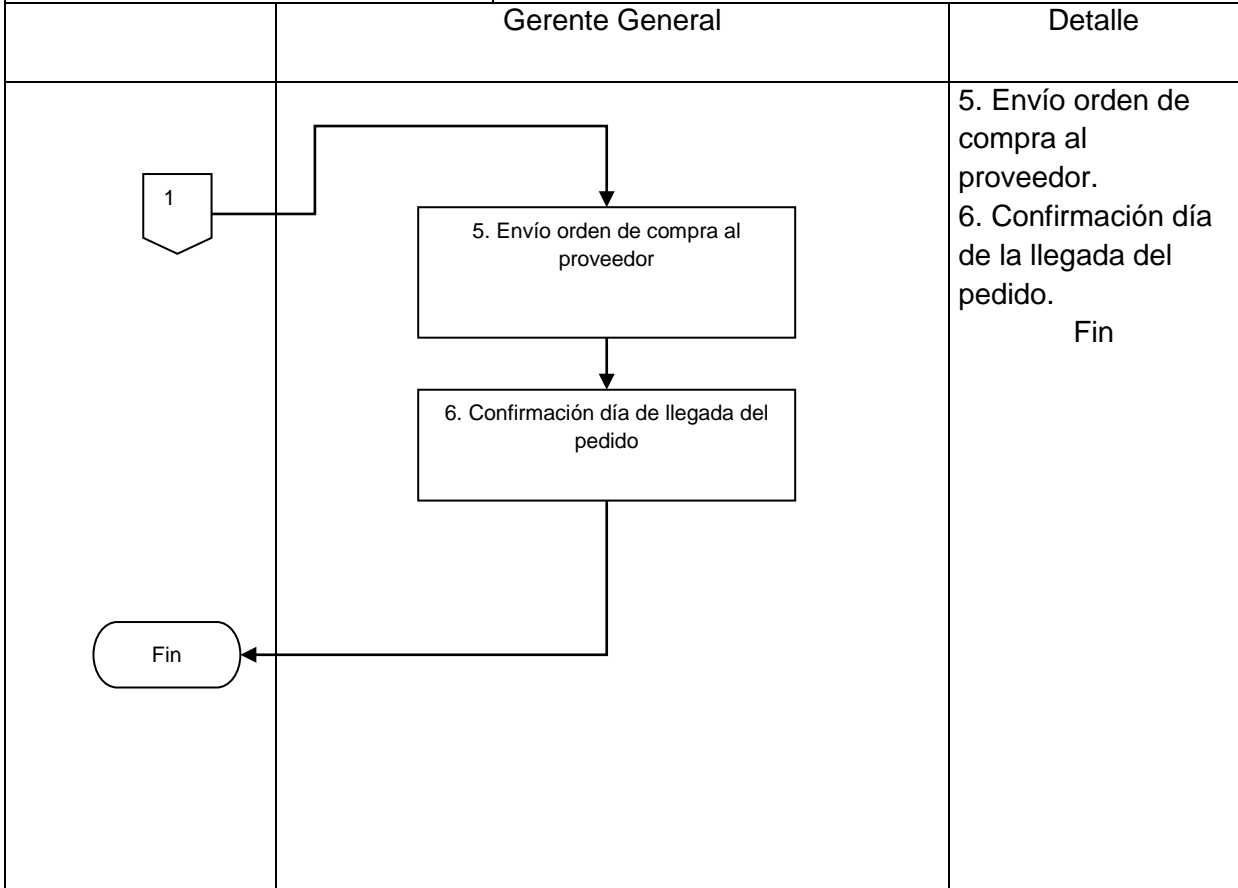 Gerente General
Detalle
1
5. Envío orden de compra al
proveedor
6. Confirmación día de llegada del
pedido
Fin
5. Envío orden de
compra al
proveedor.
6. Confirmación día
de la llegada del
pedido.
Fin